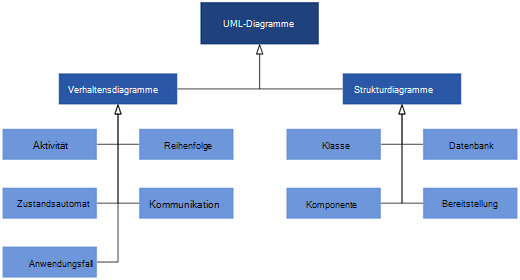 UML-Diagramme
Verhaltensdiagramme
Strukturdiagramme
Aktivität
Reihenfolge
Klasse
Datenbank
Zustandsautomat
Kommunikation
Komponente
Bereitstellung
Anwendungsfall